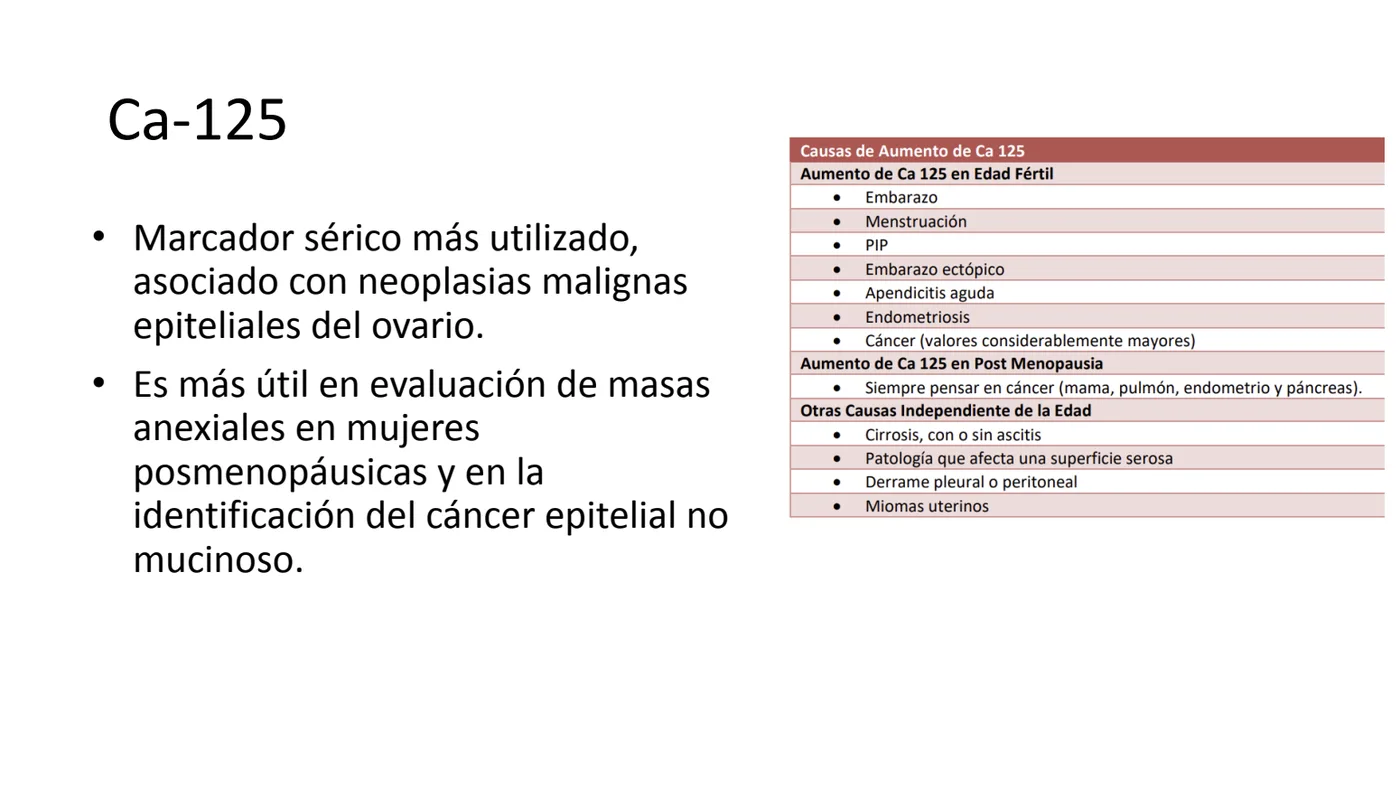 Ca-125
• Marcador sérico más utilizado,
asociado con neoplasias malignas
epiteliales del ovario.
• Es más útil en evaluación de masas
anexiales en mujeres
posmenopáusicas y en la
identificación del cáncer epitelial no
mucinoso.
Causas de Aumento de Ca 125
Aumento de Ca 125 en Edad Fértil
• Embarazo
• Menstruación
• PIP
• Embarazo ectópico
• Apendicitis aguda
• Endometriosis
• Cáncer (valores considerablemente mayores)
Aumento de Ca 125 en Post Menopausia
• Siempre pensar en cáncer (mama, pulmón, endometrio y páncreas).
Otras Causas Independiente de la Edad
• Cirrosis, con o sin ascitis
• Patología que afecta una superficie serosa
• Derrame pleural o peritoneal
• Miomas uterinos